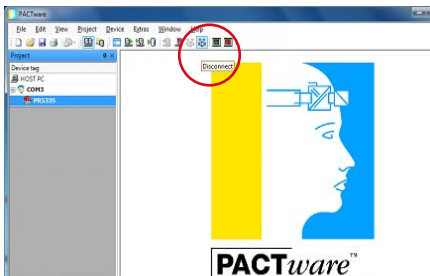 PACTware
File Edit View Project Device Extras Window Help
Project
Device tag
HOST PC
COM3
PRS335
Disconnect
PACTware™